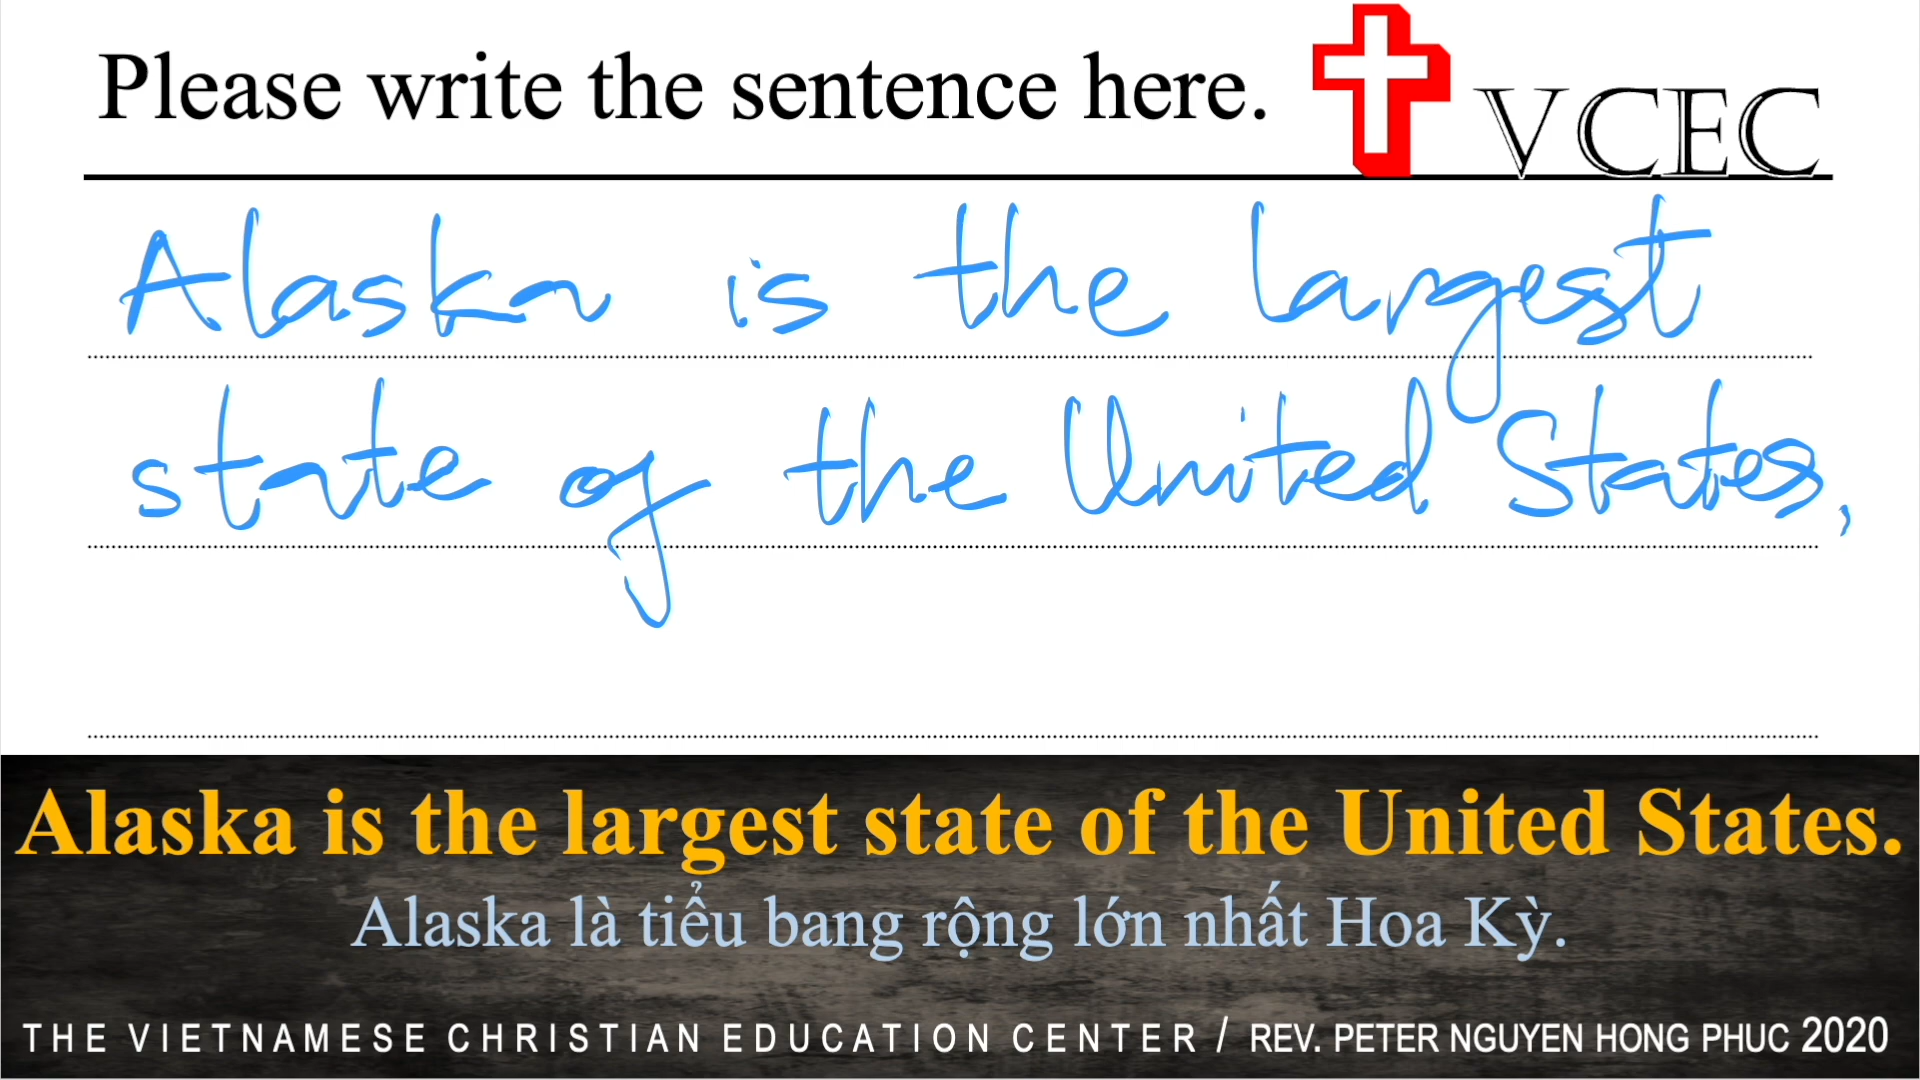 Please write the sentence here.
VCEC
Alaska is the largest
state of the United States,
Alaska is the largest state of the United States.
Alaska là tiểu bang rộng lớn nhất Hoa Kỳ.
THE VIETNAMESE CHRISTIAN EDUCATION CENTER / REV. PETER NGUYEN HONG PHUC 2020